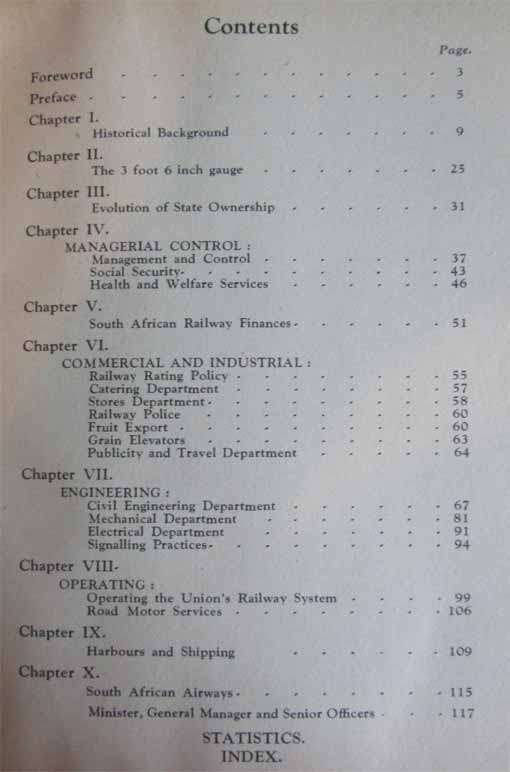 Contents
Page.
Foreword - - - - - - - - - - - - 3
Preface - - - - - - - - - - - - - 5
Chapter I.
Historical Background - - - - - - - 9
Chapter II.
The 3 foot 6 inch gauge - - - - - - - 25
Chapter III.
Evolution of State Ownership - - - - - - 31
Chapter IV.
MANAGERIAL CONTROL :
Management and Control - - - - - - - 37
Social Security- - - - - - - - - 43
Health and Welfare Services - - - - - - 46
Chapter V.
South African Railway Finances - - - - - - 51
Chapter VI.
COMMERCIAL AND INDUSTRIAL :
Railway Rating Policy - - - - - - - - 55
Catering Department - - - - - - - - 57
Stores Department - - - - - - - - - 58
Railway Police - - - - - - - - - 60
Fruit Export - - - - - - - - - - 60
Grain Elevators - - - - - - - - - 63
Publicity and Travel Department - - - - - 64
Chapter VII.
ENGINEERING :
Civil Engineering Department - - - - - - 67
Mechanical Department - - - - - - - 81
Electrical Department - - - - - - - 91
Signalling Practices- - - - - - - - - 94
Chapter VIII-
OPERATING :
Operating the Union's Railway System - - - - 99
Road Motor Services - - - - - - - - 106
Chapter IX.
Harbours and Shipping - - - - - - 109
Chapter X.
South African Airways - - - - - - - - 115
Minister, General Manager and Senior Officers - - - 117
STATISTICS.
INDEX.